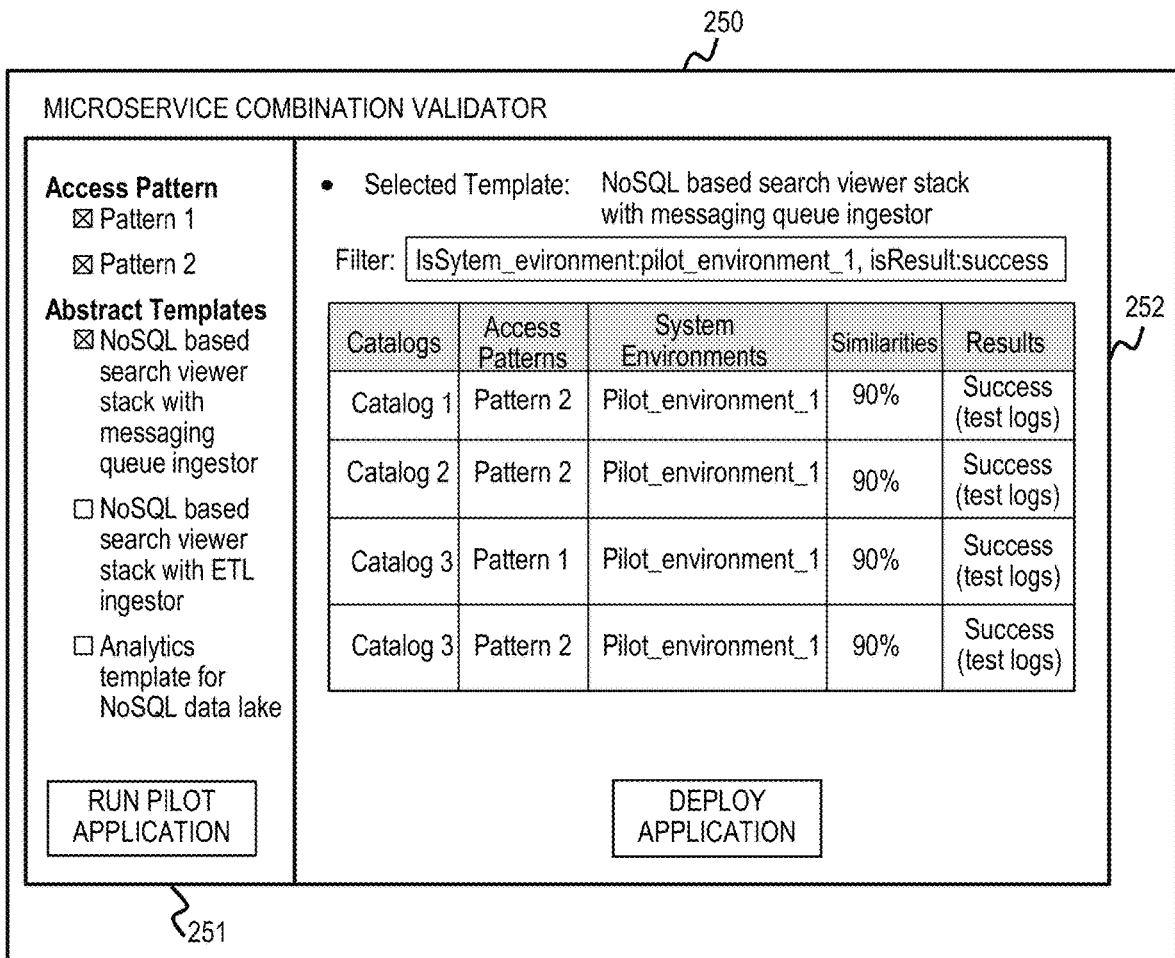 250
MICROSERVICE COMBINATION VALIDATOR
Access Pattern
Pattern 1
Pattern 2
Abstract Templates
NoSQL based
search viewer
stack with
messaging
queue ingestor
NoSQL based
search viewer
stack with ETL
ingestor
Analytics
template for
NoSQL data lake
RUN PILOT
APPLICATION
251
• Selected Template: NoSQL based search viewer stack
with messaging queue ingestor
Filter: IsSytem_evironment:pilot_environment_1, isResult:success
Catalogs Access Patterns System Environments Similarities Results
Catalog 1 Pattern 2 Pilot_environment_1 90% Success
(test logs)
Catalog 2 Pattern 2 Pilot_environment_1 90% Success
(test logs)
Catalog 3 Pattern 1 Pilot_environment_1 90% Success
(test logs)
Catalog 3 Pattern 2 Pilot_environment_1 90% Success
(test logs)
DEPLOY
APPLICATION
252